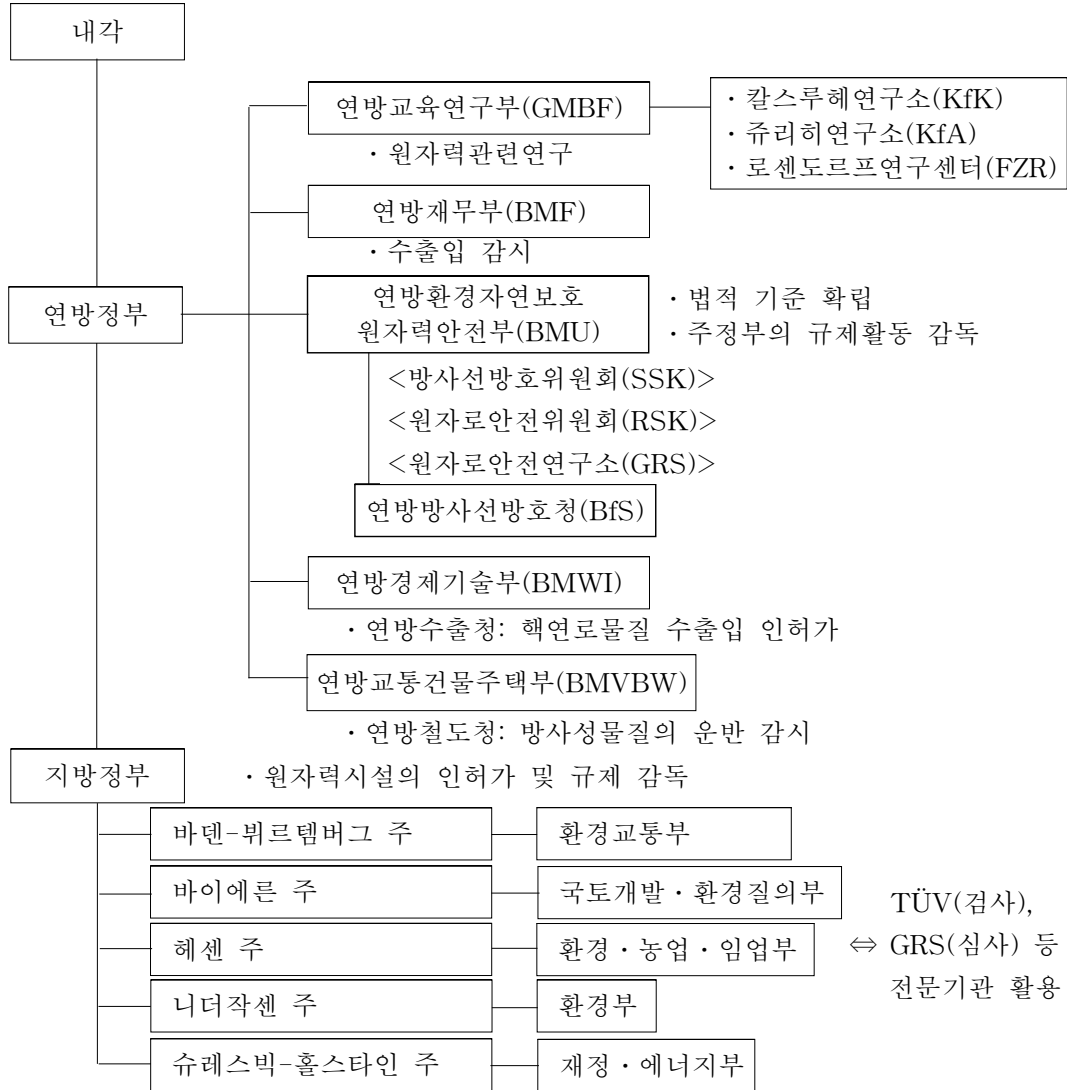 내각
연방교육연구부(GMBF)
・원자력관련연구
・칼스루헤연구소(KfK)
・쥬리히연구소(KfA)
・로센도르프연구센터(FZR)
연방재무부(BMF)
・수출입 감시
연방정부
연방환경자연보호
원자력안전부(BMU)
・법적 기준 확립
・주정부의 규제활동 감독
<방사선방호위원회(SSK)>
<원자로안전위원회(RSK)>
<원자로안전연구소(GRS)>
연방방사선방호청(BfS)
연방경제기술부(BMWI)
・연방수출청: 핵연로물질 수출입 인허가
연방교통건물주택부(BMVBW)
・연방철도청: 방사성물질의 운반 감시
지방정부
・원자력시설의 인허가 및 규제 감독
바덴-뷔르템버그 주
환경교통부
바이에른 주
국토개발・환경질의부
헤센 주
환경・농업・임업부
니더작센 주
환경부
슈레스빅-홀스타인 주
재정・에너지부
TÜV(검사),
⇔ GRS(심사) 등
전문기관 활용